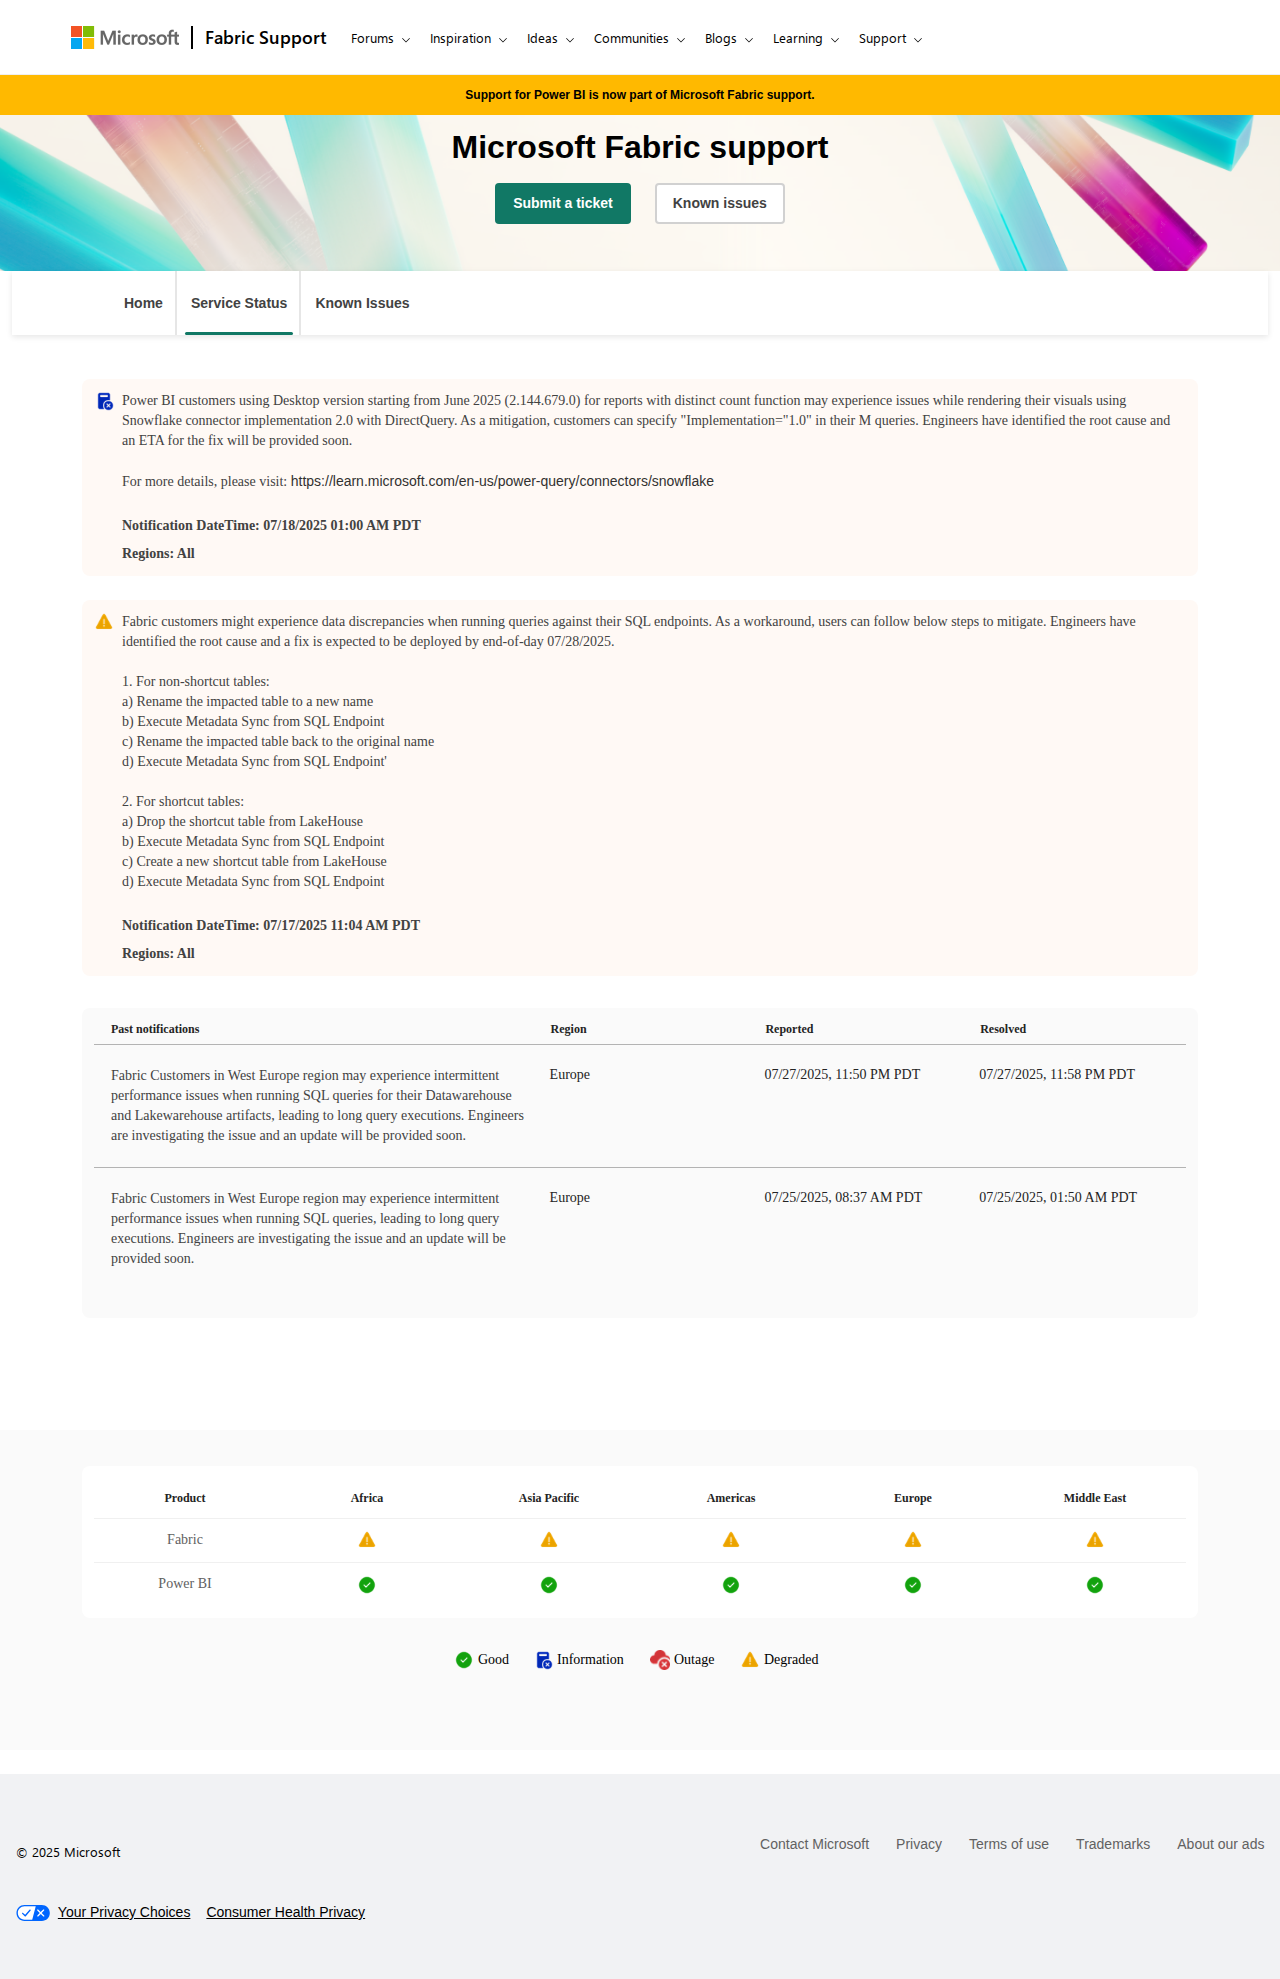 Microsoft Fabric Support Forums Inspiration Ideas Communities Blogs Learning Support
Support for Power BI is now part of Microsoft Fabric support.
Microsoft Fabric support
Submit a ticket Known issues
Home Service Status Known Issues
Power BI customers using Desktop version starting from June 2025 (2.144.679.0) for reports with distinct count function may experience issues while rendering their visuals using
Snowflake connector implementation 2.0 with DirectQuery. As a mitigation, customers can specify "Implementation="1.0" in their M queries. Engineers have identified the root cause and
an ETA for the fix will be provided soon.
For more details, please visit: https://learn.microsoft.com/en-us/power-query/connectors/snowflake
Notification DateTime: 07/18/2025 01:00 AM PDT
Regions: All
Fabric customers might experience data discrepancies when running queries against their SQL endpoints. As a workaround, users can follow below steps to mitigate. Engineers have
identified the root cause and a fix is expected to be deployed by end-of-day 07/28/2025.
1. For non-shortcut tables:
a) Rename the impacted table to a new name
b) Execute Metadata Sync from SQL Endpoint
c) Rename the impacted table back to the original name
d) Execute Metadata Sync from SQL Endpoint'
2. For shortcut tables:
a) Drop the shortcut table from LakeHouse
b) Execute Metadata Sync from SQL Endpoint
c) Create a new shortcut table from LakeHouse
d) Execute Metadata Sync from SQL Endpoint
Notification DateTime: 07/17/2025 11:04 AM PDT
Regions: All
Past notifications Region Reported Resolved
Fabric Customers in West Europe region may experience intermittent Europe 07/27/2025, 11:50 PM PDT 07/27/2025, 11:58 PM PDT
performance issues when running SQL queries for their Datawarehouse
and Lakewarehouse artifacts, leading to long query executions. Engineers
are investigating the issue and an update will be provided soon.
Fabric Customers in West Europe region may experience intermittent Europe 07/25/2025, 08:37 AM PDT 07/25/2025, 01:50 AM PDT
performance issues when running SQL queries, leading to long query
executions. Engineers are investigating the issue and an update will be
provided soon.
Product Africa Asia Pacific Americas Europe Middle East
Fabric
Power BI
Good Information Outage Degraded
Contact Microsoft Privacy Terms of use Trademarks About our ads
© 2025 Microsoft
Your Privacy Choices Consumer Health Privacy